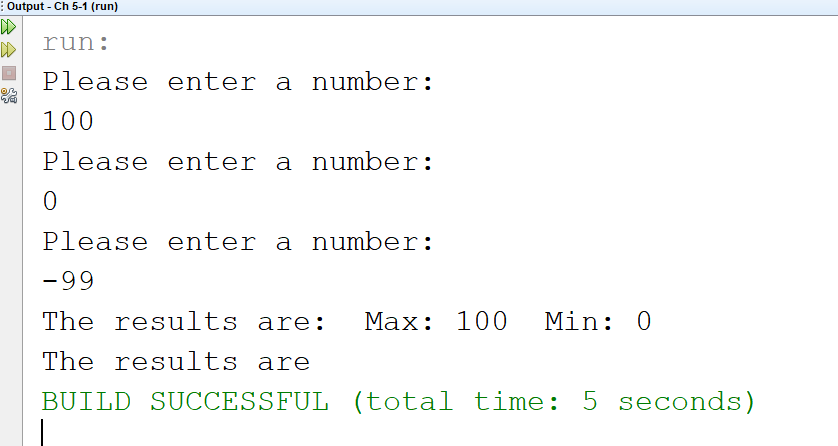 Output - Ch 5-1 (run)
run:
Please enter a number:
100
Please enter a number:
0
Please enter a number:
-99
The results are:  Max: 100  Min: 0
The results are
BUILD SUCCESSFUL (total time: 5 seconds)